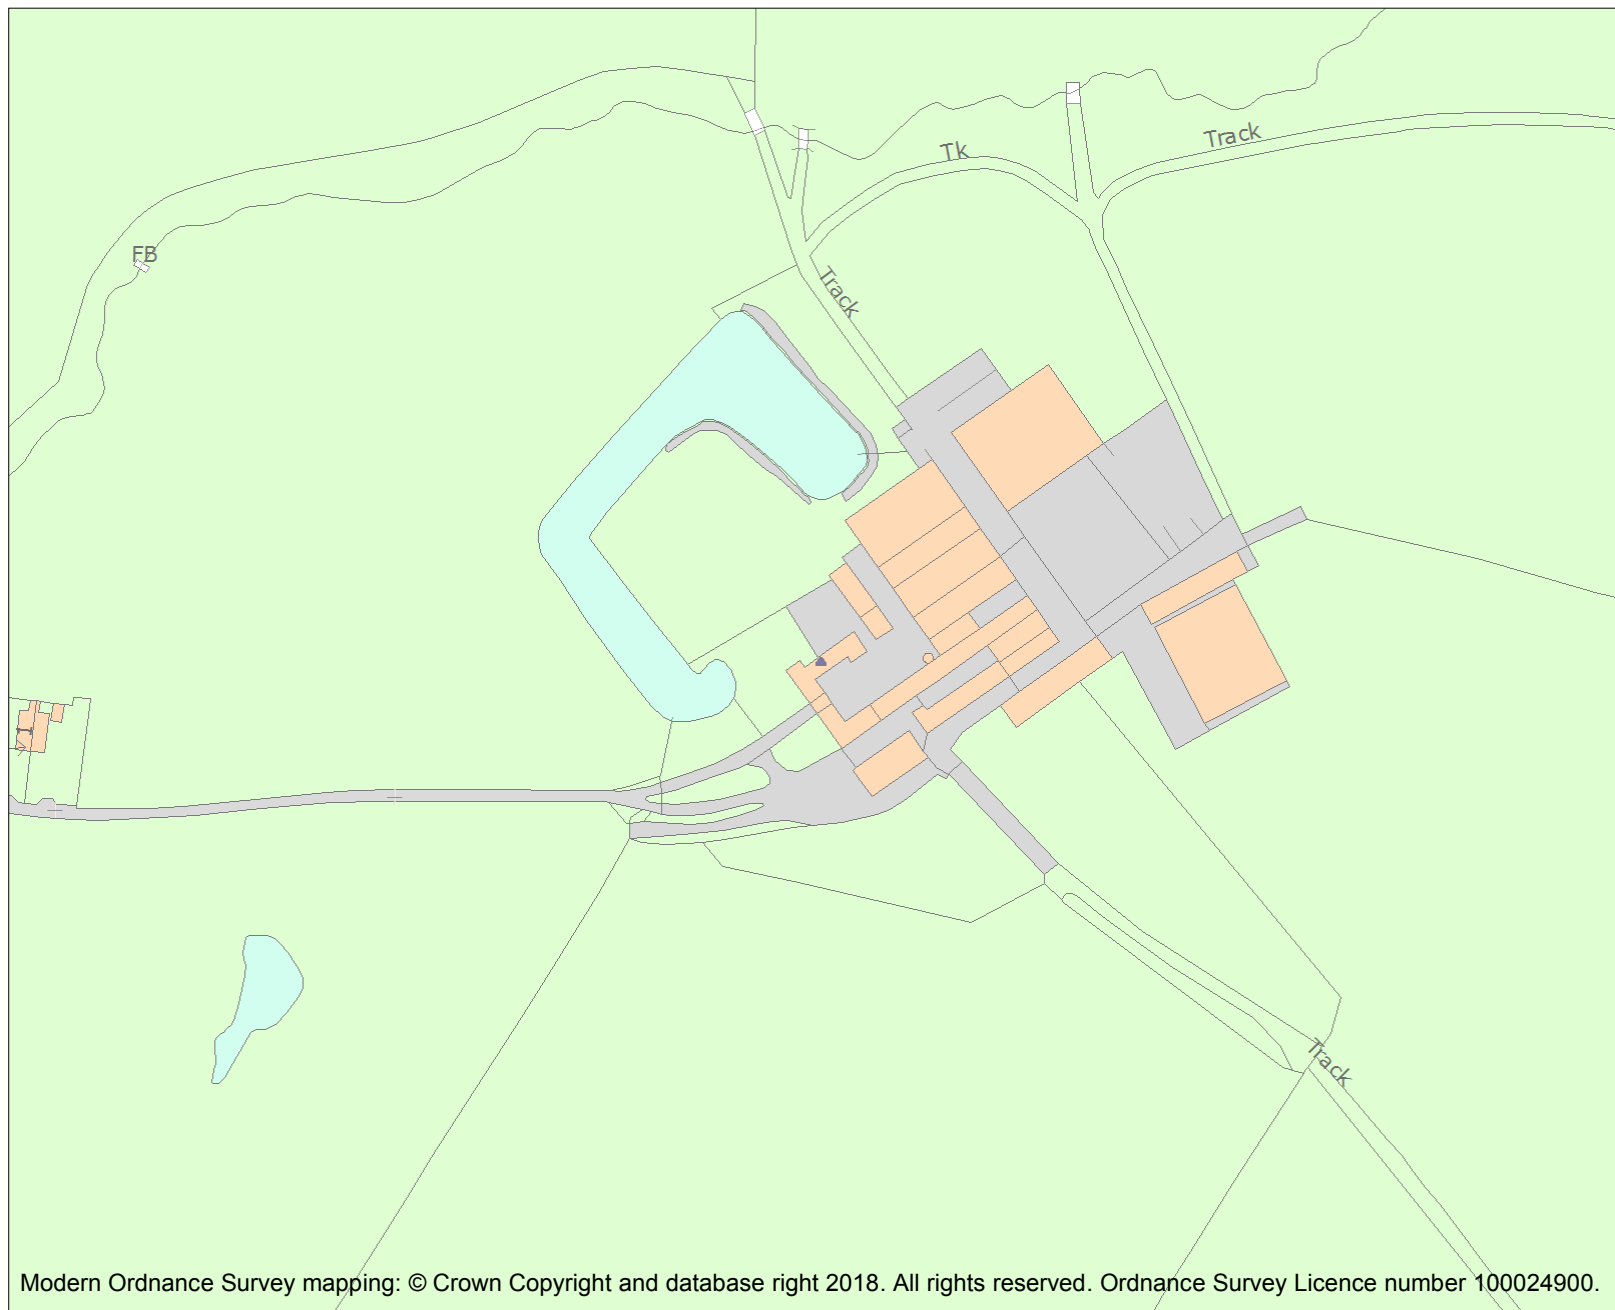 Tk
Track
FB
Track
1
Track
Modern Ordnance Survey mapping: © Crown Copyright and database right 2018. All rights reserved. Ordnance Survey Licence number 100024900.